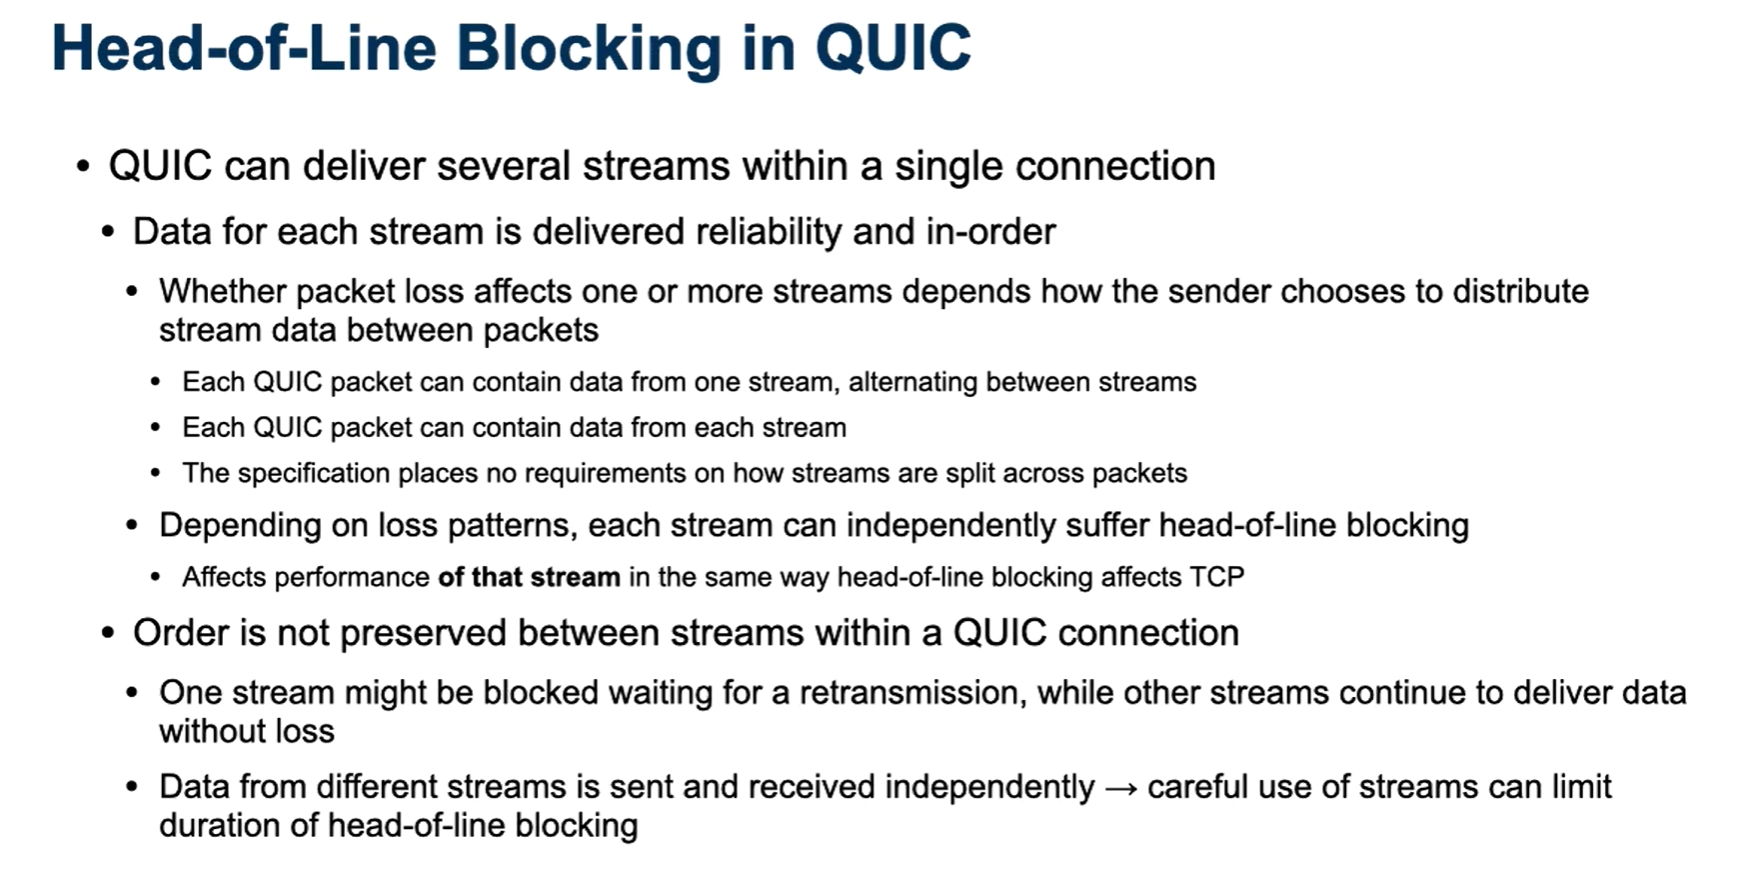 Head-of-Line Blocking in QUIC
• QUIC can deliver several streams within a single connection
• Data for each stream is delivered reliability and in-order
• Whether packet loss affects one or more streams depends how the sender chooses to distribute
stream data between packets
• Each QUIC packet can contain data from one stream, alternating between streams
• Each QUIC packet can contain data from each stream
• The specification places no requirements on how streams are split across packets
• Depending on loss patterns, each stream can independently suffer head-of-line blocking
• Affects performance of that stream in the same way head-of-line blocking affects TCP
• Order is not preserved between streams within a QUIC connection
• One stream might be blocked waiting for a retransmission, while other streams continue to deliver data
without loss
• Data from different streams is sent and received independently → careful use of streams can limit
duration of head-of-line blocking